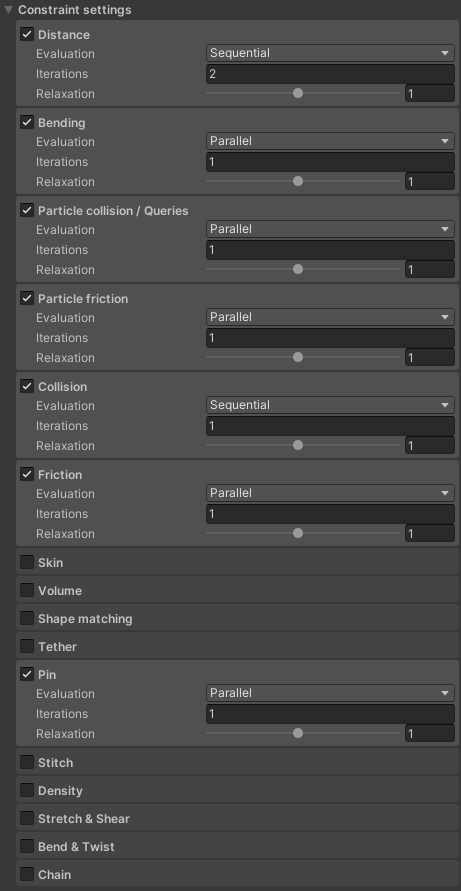 Constraint settings
Distance
Evaluation Sequential
Iterations 2
Relaxation 1
Bending
Evaluation Parallel
Iterations 1
Relaxation 1
Particle collision / Queries
Evaluation Parallel
Iterations 1
Relaxation 1
Particle friction
Evaluation Parallel
Iterations 1
Relaxation 1
Collision
Evaluation Sequential
Iterations 1
Relaxation 1
Friction
Evaluation Parallel
Iterations 1
Relaxation 1
Skin
Volume
Shape matching
Tether
Pin
Evaluation Parallel
Iterations 1
Relaxation 1
Stitch
Density
Stretch & Shear
Bend & Twist
Chain